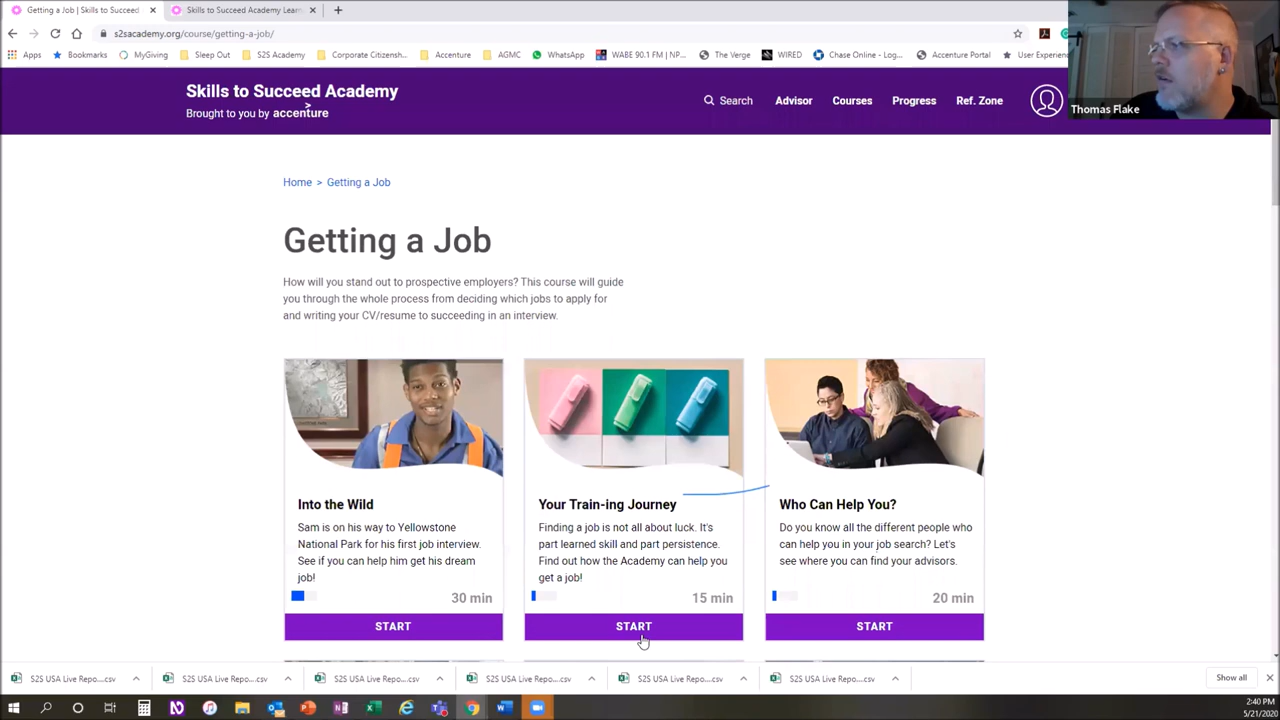 Getting a Job | Skills to Succeed
Skills to Succeed Academy Learn
s2sacademy.org/course/getting-a-job/
Apps Bookmarks MyGiving Sleep Out S2S Academy Corporate Citizensh... Accenture AGMC WhatsApp WABE 90.1 FM | NP... The Verge WIRED Chase Online - Log... Accenture Portal User Experien
Skills to Succeed Academy
Brought to you by accenture
Search Advisor Courses Progress Ref. Zone
Thomas Flake
Home > Getting a Job
Getting a Job
How will you stand out to prospective employers? This course will guide
you through the whole process from deciding which jobs to apply for
and writing your CV/resume to succeeding in an interview.
Into the Wild
Sam is on his way to Yellowstone
National Park for his first job interview.
See if you can help him get his dream
job!
30 min
START
Your Train-ing Journey
Finding a job is not all about luck. It's
part learned skill and part persistence.
Find out how the Academy can help you
get a job!
15 min
START
Who Can Help You?
Do you know all the different people who
can help you in your job search? Let's
see where you can find your advisors.
20 min
START
S2S USA Live Repo....csv S2S USA Live Repo....csv S2S USA Live Repo....csv S2S USA Live Repo....csv S2S USA Live Repo....csv S2S USA Live Repo....csv Show all
2:40 PM
5/21/2020